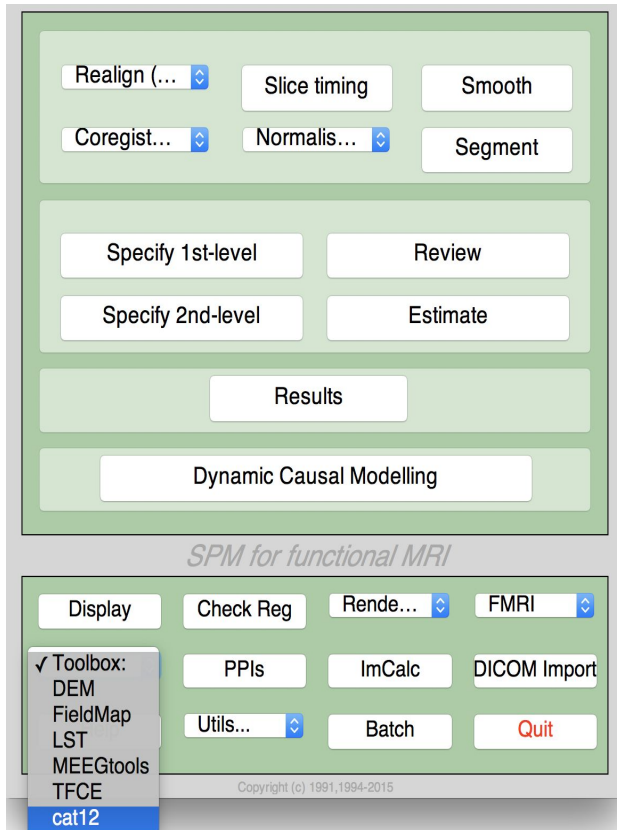 Realign (... Slice timing Smooth
Coregist... Normalis... Segment
Specify 1st-level Review
Specify 2nd-level Estimate
Results
Dynamic Causal Modelling
SPM for functional MRI
Display Check Reg Rende... FMRI
✓ Toolbox: PPIs ImCalc DICOM Import
DEM
FieldMap
LST Utils... Batch Quit
MEEGtools
TFCE Copyright (c) 1991,1994-2015
cat12